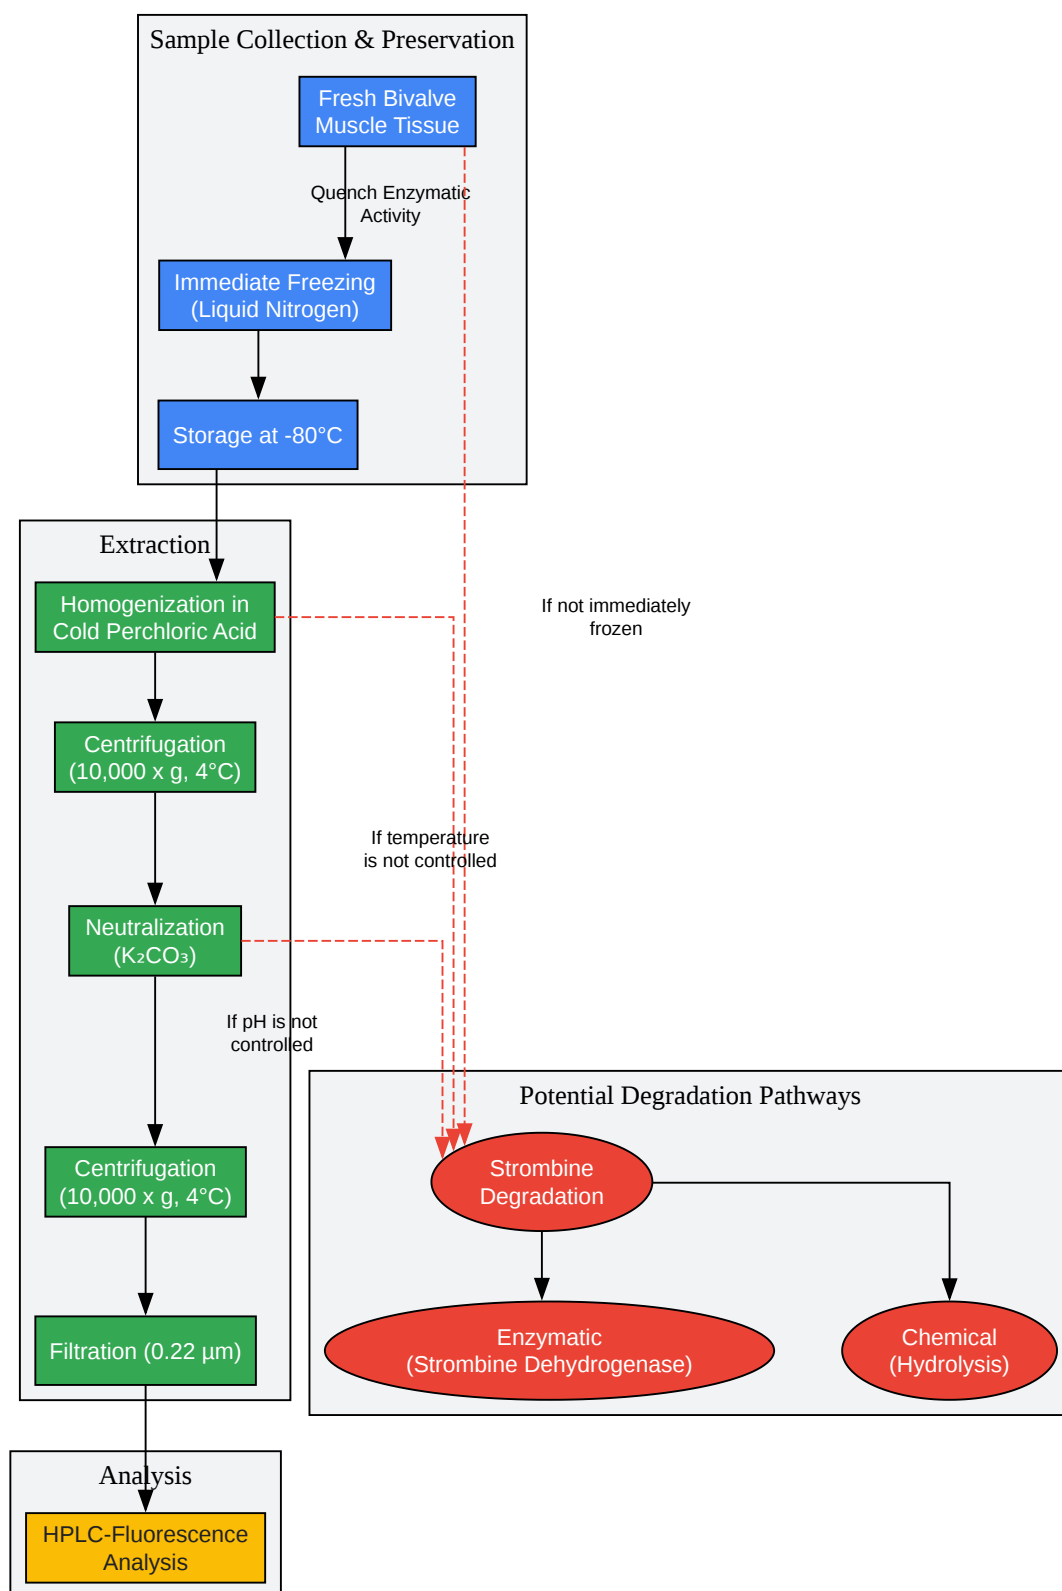 Sample Collection & Preservation
Fresh Bivalve
Muscle Tissue
Quench Enzymatic
Activity
Immediate Freezing
(Liquid Nitrogen)
Storage at -80°C
Extraction
Homogenization in
Cold Perchloric Acid
If not immediately
frozen
Centrifugation
(10,000 x g, 4°C)
If temperature
is not controlled
Neutralization
(K₂CO₃)
If pH is not
controlled
Potential Degradation Pathways
Centrifugation
(10,000 x g, 4°C)
Strombine
Degradation
Filtration (0.22 µm)
Enzymatic
(Strombine Dehydrogenase)
Chemical
(Hydrolysis)
Analysis
HPLC-Fluorescence
Analysis